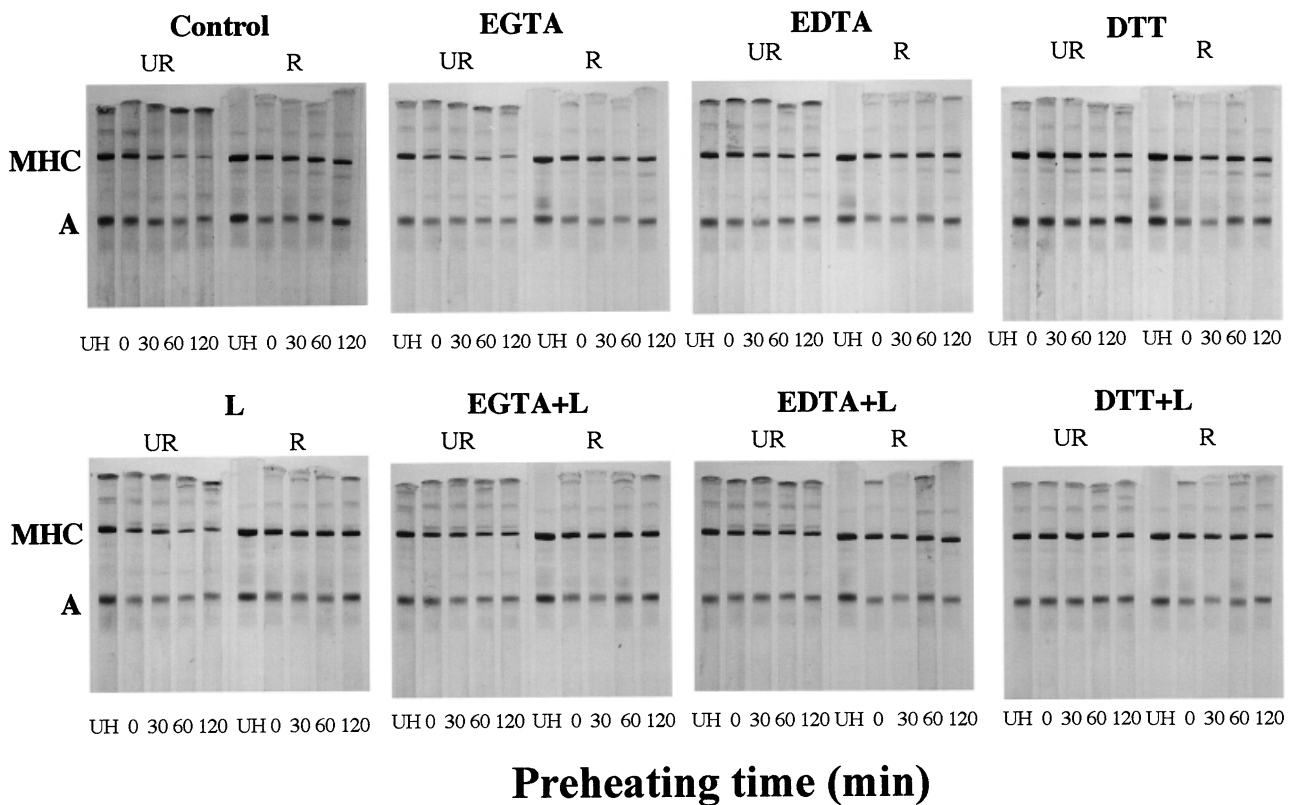 Control EGTA EDTA DTT
UR R UR R UR R UR R
MHC
A
UH 0 30 60 120 UH 0 30 60 120 UH 0 30 60 120 UH 0 30 60 120 UH 0 30 60 120 UH 0 30 60 120 UH 0 30 60 120 UH 0 30 60 120
L EGTA+L EDTA+L DTT+L
UR R UR R UR R UR R
MHC
A
UH 0 30 60 120 UH 0 30 60 120 UH 0 30 60 120 UH 0 30 60 120 UH 0 30 60 120 UH 0 30 60 120 UH 0 30 60 120 UH 0 30 60 120
Preheating time (min)